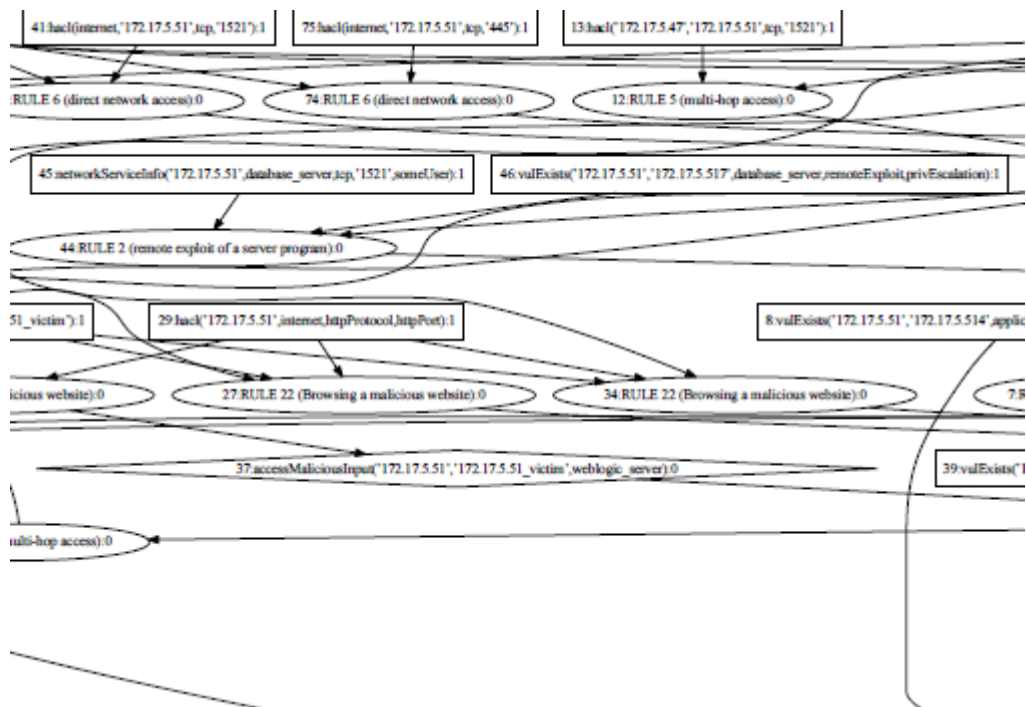 41:hacl(internet,'172.17.5.51',tcp,'1521'):1
75:hacl(internet,'172.17.5.51',tcp,'445'):1
13:hacl('172.17.5.47','172.17.5.51',tcp,'1521'):1
:RULE 6 (direct network access):0
74:RULE 6 (direct network access):0
12:RULE 5 (multi-hop access):0
45:networkServiceInfo('172.17.5.51',database_server,tcp,'1521',someUser):1
46:vulExists('172.17.5.51','172.17.5.517',database_server,remoteExploit,privEscalation):1
44:RULE 2 (remote exploit of a server program):0
51_victim'):1
29:hacl('172.17.5.51',internet,httpProtocol,httpPort):1
8:vulExists('172.17.5.51','172.17.5.514',applic
icious website):0
27:RULE 22 (Browsing a malicious website):0
34:RULE 22 (Browsing a malicious website):0
7:R
37:accessMaliciousInput('172.17.5.51','172.17.5.51_victim',weblogic_server):0
39:vulExists('1
ulti-hop access):0